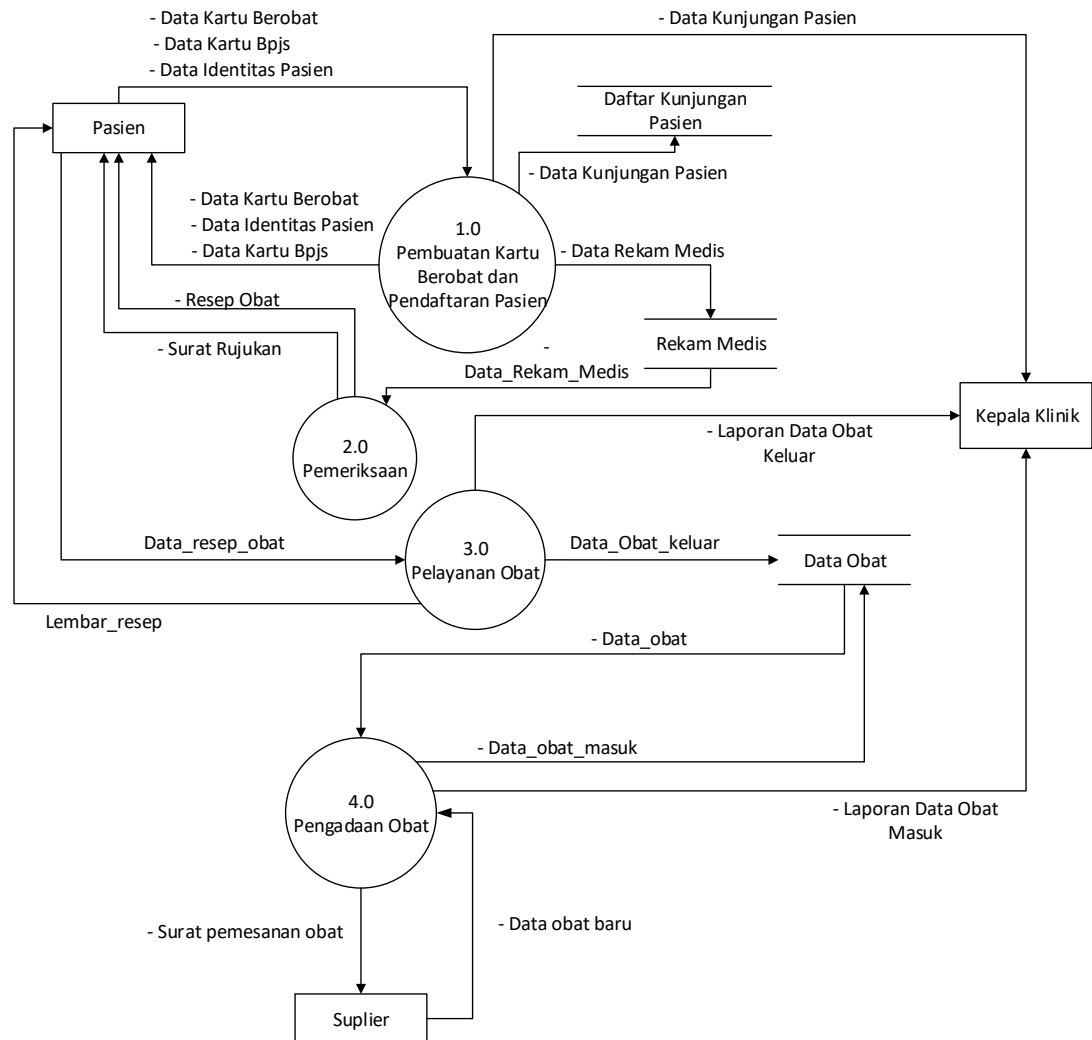 - Data Kartu Berobat
- Data Kartu Bpjs
- Data Identitas Pasien
- Data Kunjungan Pasien
Daftar Kunjungan
Pasien
Pasien
- Data Kunjungan Pasien
- Data Kartu Berobat
- Data Identitas Pasien
- Data Kartu Bpjs
1.0
Pembuatan Kartu
Berobat dan
Pendaftaran Pasien
- Data Rekam Medis
- Resep Obat
- Surat Rujukan
Rekam Medis
-
Data_Rekam_Medis
Kepala Klinik
2.0
Pemeriksaan
- Laporan Data Obat
Keluar
Data_resep_obat
3.0
Pelayanan Obat
Data_Obat_keluar
Data Obat
Lembar_resep
- Data_obat
- Data_obat_masuk
4.0
Pengadaan Obat
- Laporan Data Obat
Masuk
- Surat pemesanan obat
- Data obat baru
Suplier